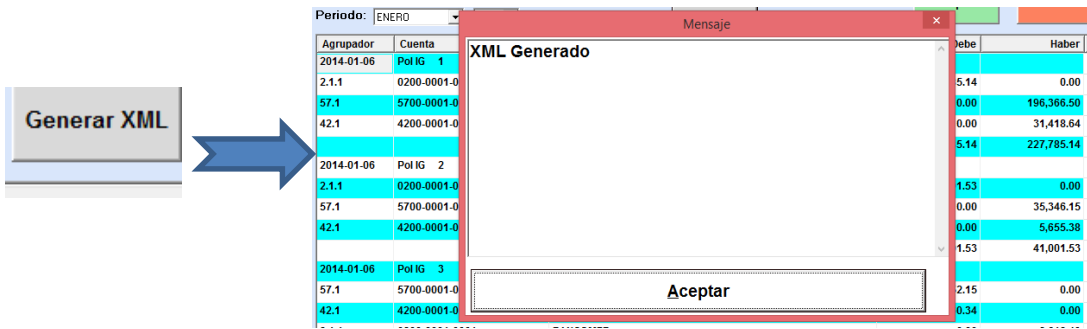 Generar XML
Periodo: ENERO
Mensaje
Agrupador Cuenta Debe Haber
XML Generado
2014-01-06 Pol IG 1
2.1.1 0200-0001-0 5.14 0.00
57.1 5700-0001-0 0.00 196,366.50
42.1 4200-0001-0 0.00 31,418.64
5.14 227,785.14
2014-01-06 Pol IG 2
2.1.1 0200-0001-0 1.53 0.00
57.1 5700-0001-0 0.00 35,346.15
42.1 4200-0001-0 0.00 5,655.38
1.53 41,001.53
2014-01-06 Pol IG 3
57.1 5700-0001-0 2.15 0.00
Aceptar
42.1 4200-0001-0 0.34 0.00